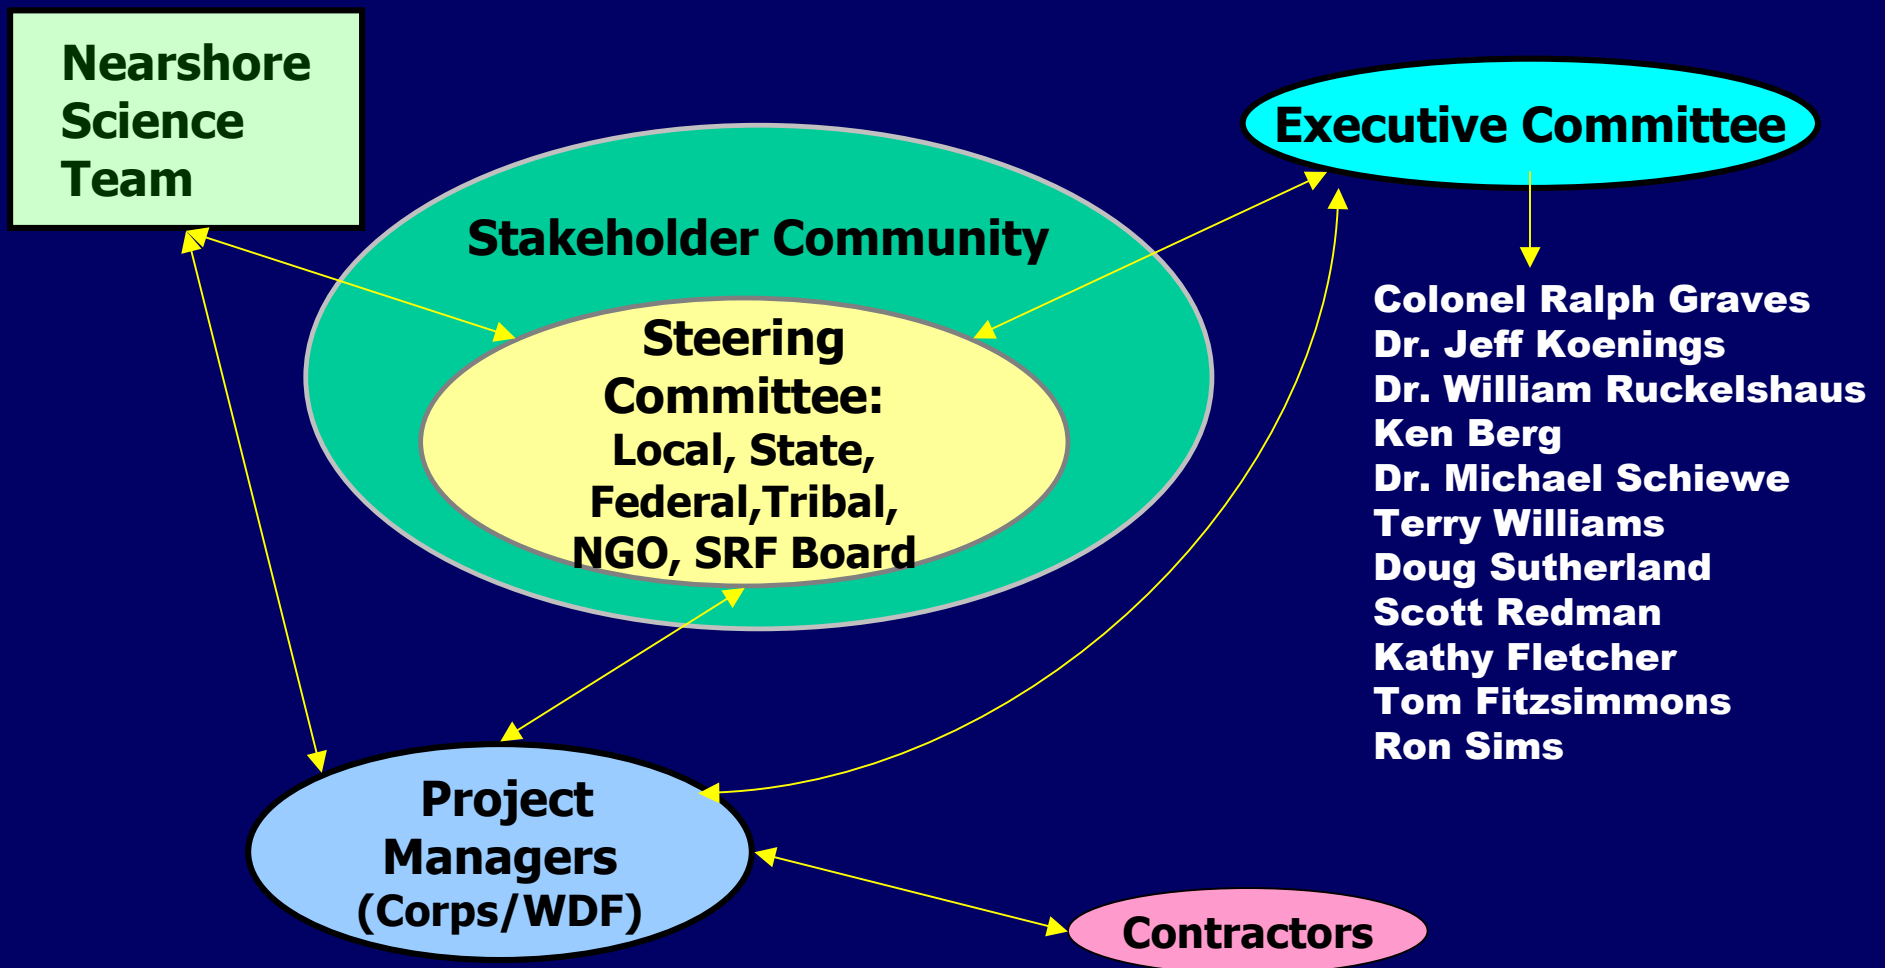 Nearshore
Science
Team
Executive Committee
Stakeholder Community
Steering
Committee:
Local, State,
Federal,Tribal,
NGO, SRF Board
Colonel Ralph Graves
Dr. Jeff Koenings
Dr. William Ruckelshaus
Ken Berg
Dr. Michael Schiewe
Terry Williams
Doug Sutherland
Scott Redman
Kathy Fletcher
Tom Fitzsimmons
Ron Sims
Project
Managers
(Corps/WDF)
Contractors